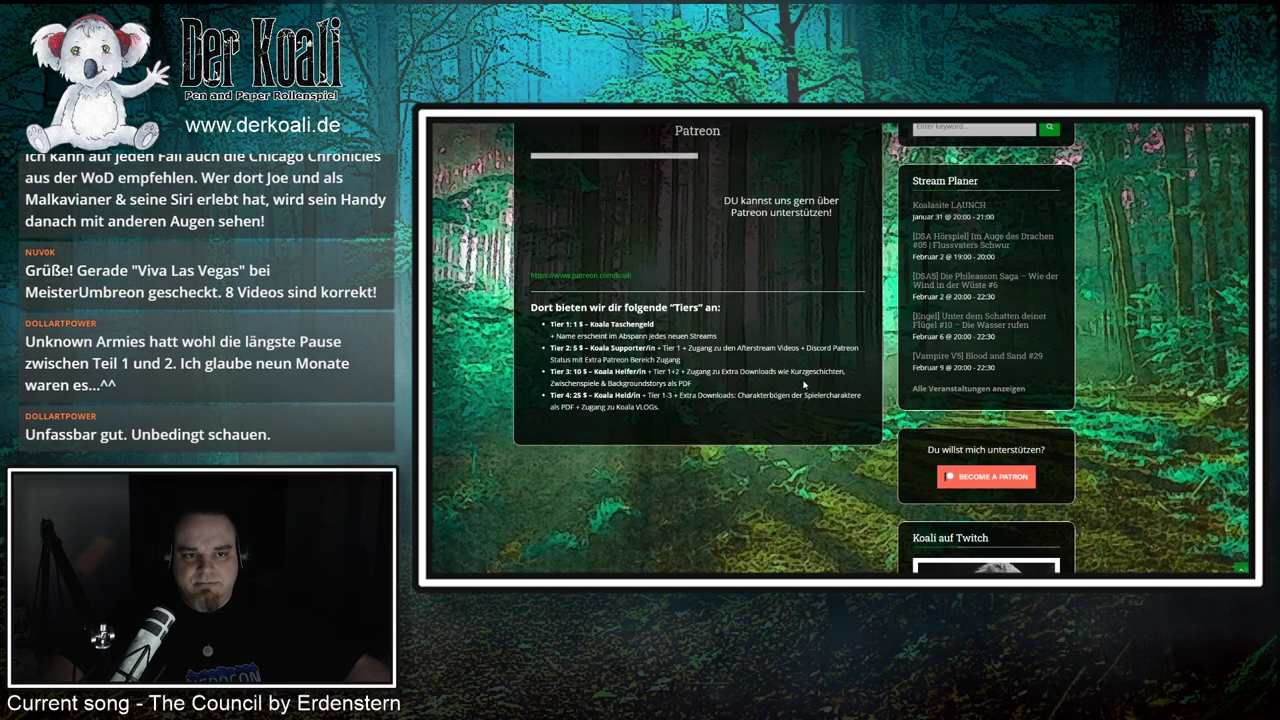 Der Koali
Pen and Paper Rollenspiel
www.derkoali.de
Ich kann auf jeden Fall auch die Chicago Chronicles
aus der WoD empfehlen. Wer dort Joe und als
Malkavianer & seine Siri erlebt hat, wird sein Handy
danach mit anderen Augen sehen!
NUV0K
Grüße! Gerade "Viva Las Vegas" bei
MeisterUmbreon gescheckt. 8 Videos sind korrekt!
DOLLARTPOWER
Unknown Armies hatt wohl die längste Pause
zwischen Teil 1 und 2. Ich glaube neun Monate
waren es...^^
DOLLARTPOWER
Unfassbar gut. Unbedingt schauen.
Current song - The Council by Erdenstern
Patreon
DU kannst uns gern über
Patreon unterstützen!
https://www.patreon.com/koali
Dort bieten wir dir folgende “Tiers” an:
• Tier 1: 1 $ – Koala Taschengeld
+ Name erscheint im Abspann jedes neuen Streams
• Tier 2: 5 $ – Koala Supporter/in + Tier 1 + Zugang zu den Afterstream Videos + Discord Patreon
Status mit Extra Patreon Bereich Zugang
• Tier 3: 10 $ – Koala Helfer/in + Tier 1+2 + Zugang zu Extra Downloads wie Kurzgeschichten,
Zwischenspiele & Backgroundstorys als PDF
• Tier 4: 25 $ – Koala Held/in + Tier 1-3 + Extra Downloads: Charakterbögen der Spielercharaktere
als PDF + Zugang zu Koala VLOGs.
Enter keyword...
Stream Planer
Koalasite LAUNCH
Januar 31 @ 20:00 - 21:00
[DSA Hörspiel] Im Auge des Drachen
#05 | Flussvaters Schwur
Februar 2 @ 19:00 - 20:00
[DSA5] Die Phileasson Saga – Wie der
Wind in der Wüste #6
Februar 2 @ 20:00 - 22:30
[Engel] Unter dem Schatten deiner
Flügel #10 – Die Wasser rufen
Februar 6 @ 20:00 - 22:30
[Vampire V5] Blood and Sand #29
Februar 9 @ 20:00 - 22:30
Alle Veranstaltungen anzeigen
Du willst mich unterstützen?
BECOME A PATRON
Koali auf Twitch